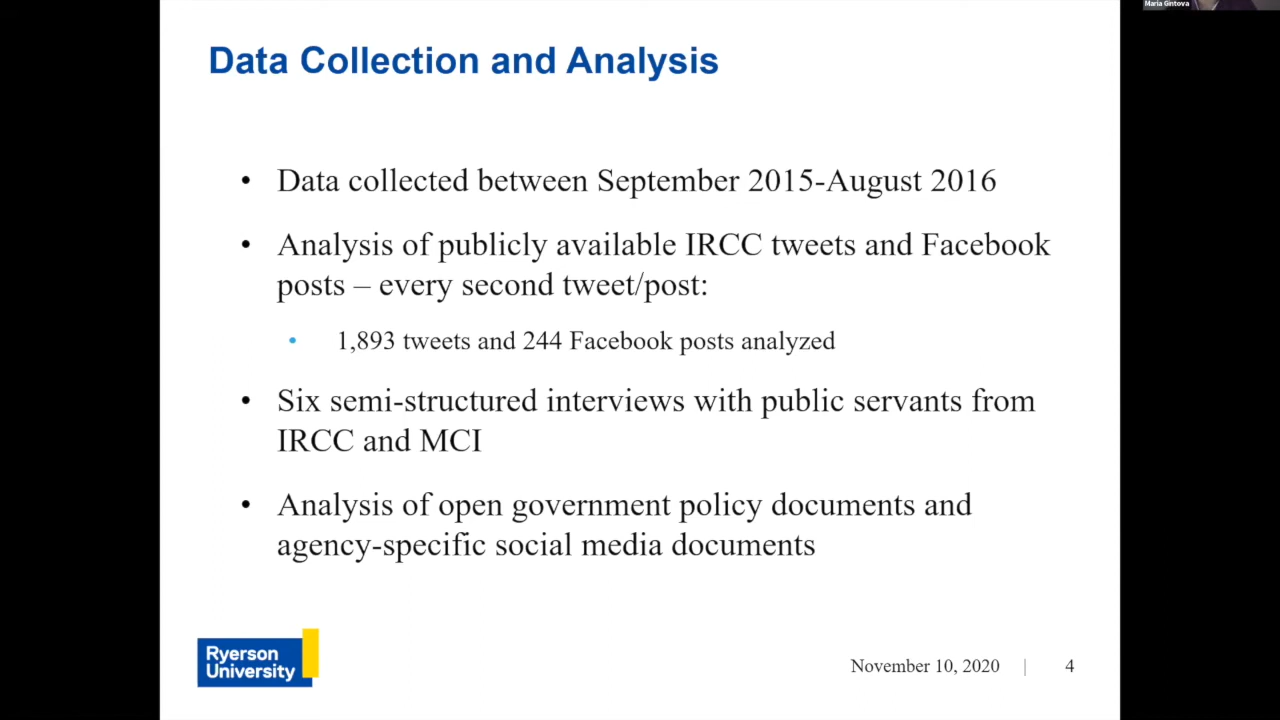 Maria Gintova
Data Collection and Analysis
• Data collected between September 2015-August 2016
• Analysis of publicly available IRCC tweets and Facebook
posts – every second tweet/post:
• 1,893 tweets and 244 Facebook posts analyzed
• Six semi-structured interviews with public servants from
IRCC and MCI
• Analysis of open government policy documents and
agency-specific social media documents
Ryerson
University
November 10, 2020 | 4